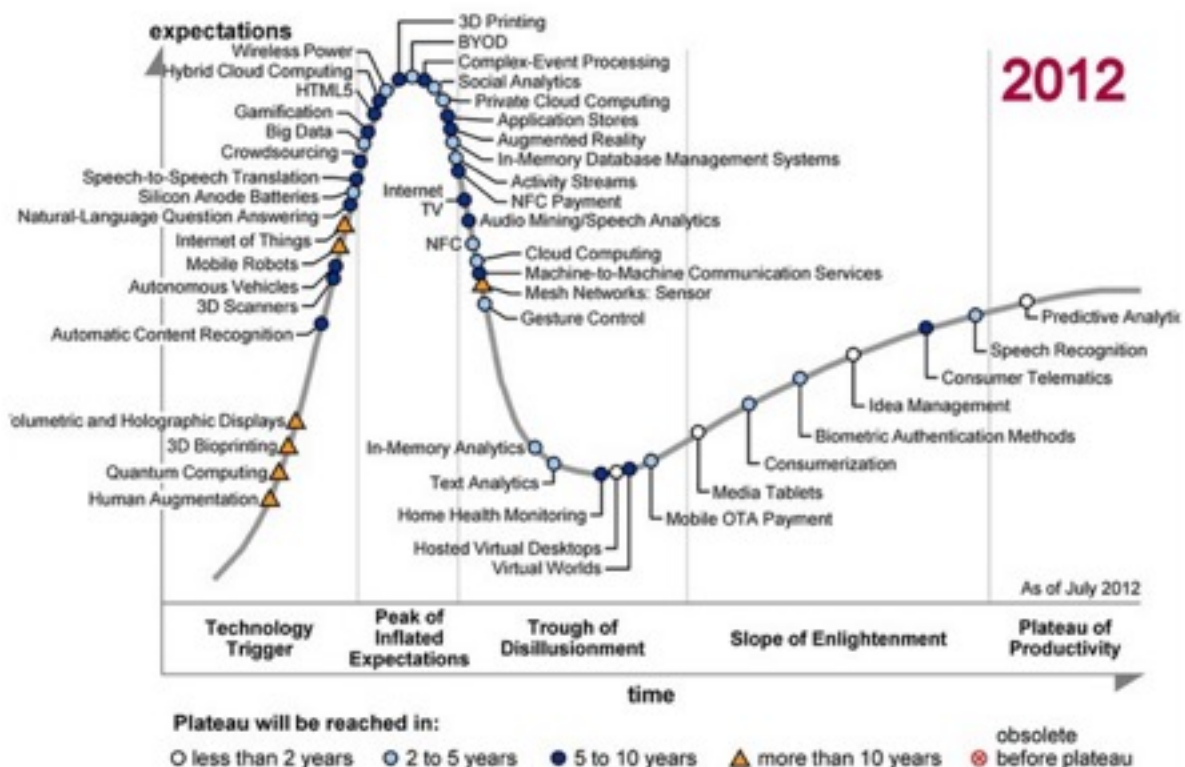 expectations
2012
3D Printing
BYOD
Wireless Power
Complex-Event Processing
Hybrid Cloud Computing
Social Analytics
HTML5
Private Cloud Computing
Gamification
Application Stores
Big Data
Augmented Reality
Crowdsourcing
In-Memory Database Management Systems
Speech-to-Speech Translation
Activity Streams
Silicon Anode Batteries
Internet
TV
NFC Payment
Natural-Language Question Answering
Audio Mining/Speech Analytics
Internet of Things
NFC
Cloud Computing
Mobile Robots
Machine-to-Machine Communication Services
Autonomous Vehicles
Mesh Networks: Sensor
3D Scanners
Gesture Control
Automatic Content Recognition
Predictive Analytic
Speech Recognition
Consumer Telematics
Idea Management
olumetric and Holographic Displays
Biometric Authentication Methods
3D Bioprinting
In-Memory Analytics
Consumerization
Quantum Computing
Text Analytics
Media Tablets
Human Augmentation
Home Health Monitoring
Mobile OTA Payment
Hosted Virtual Desktops
Virtual Worlds
As of July 2012
Technology
Trigger
Peak of
Inflated
Expectations
Trough of
Disillusionment
Slope of Enlightenment
Plateau of
Productivity
time
Plateau will be reached in:
less than 2 years
2 to 5 years
5 to 10 years
more than 10 years
obsolete
before plateau